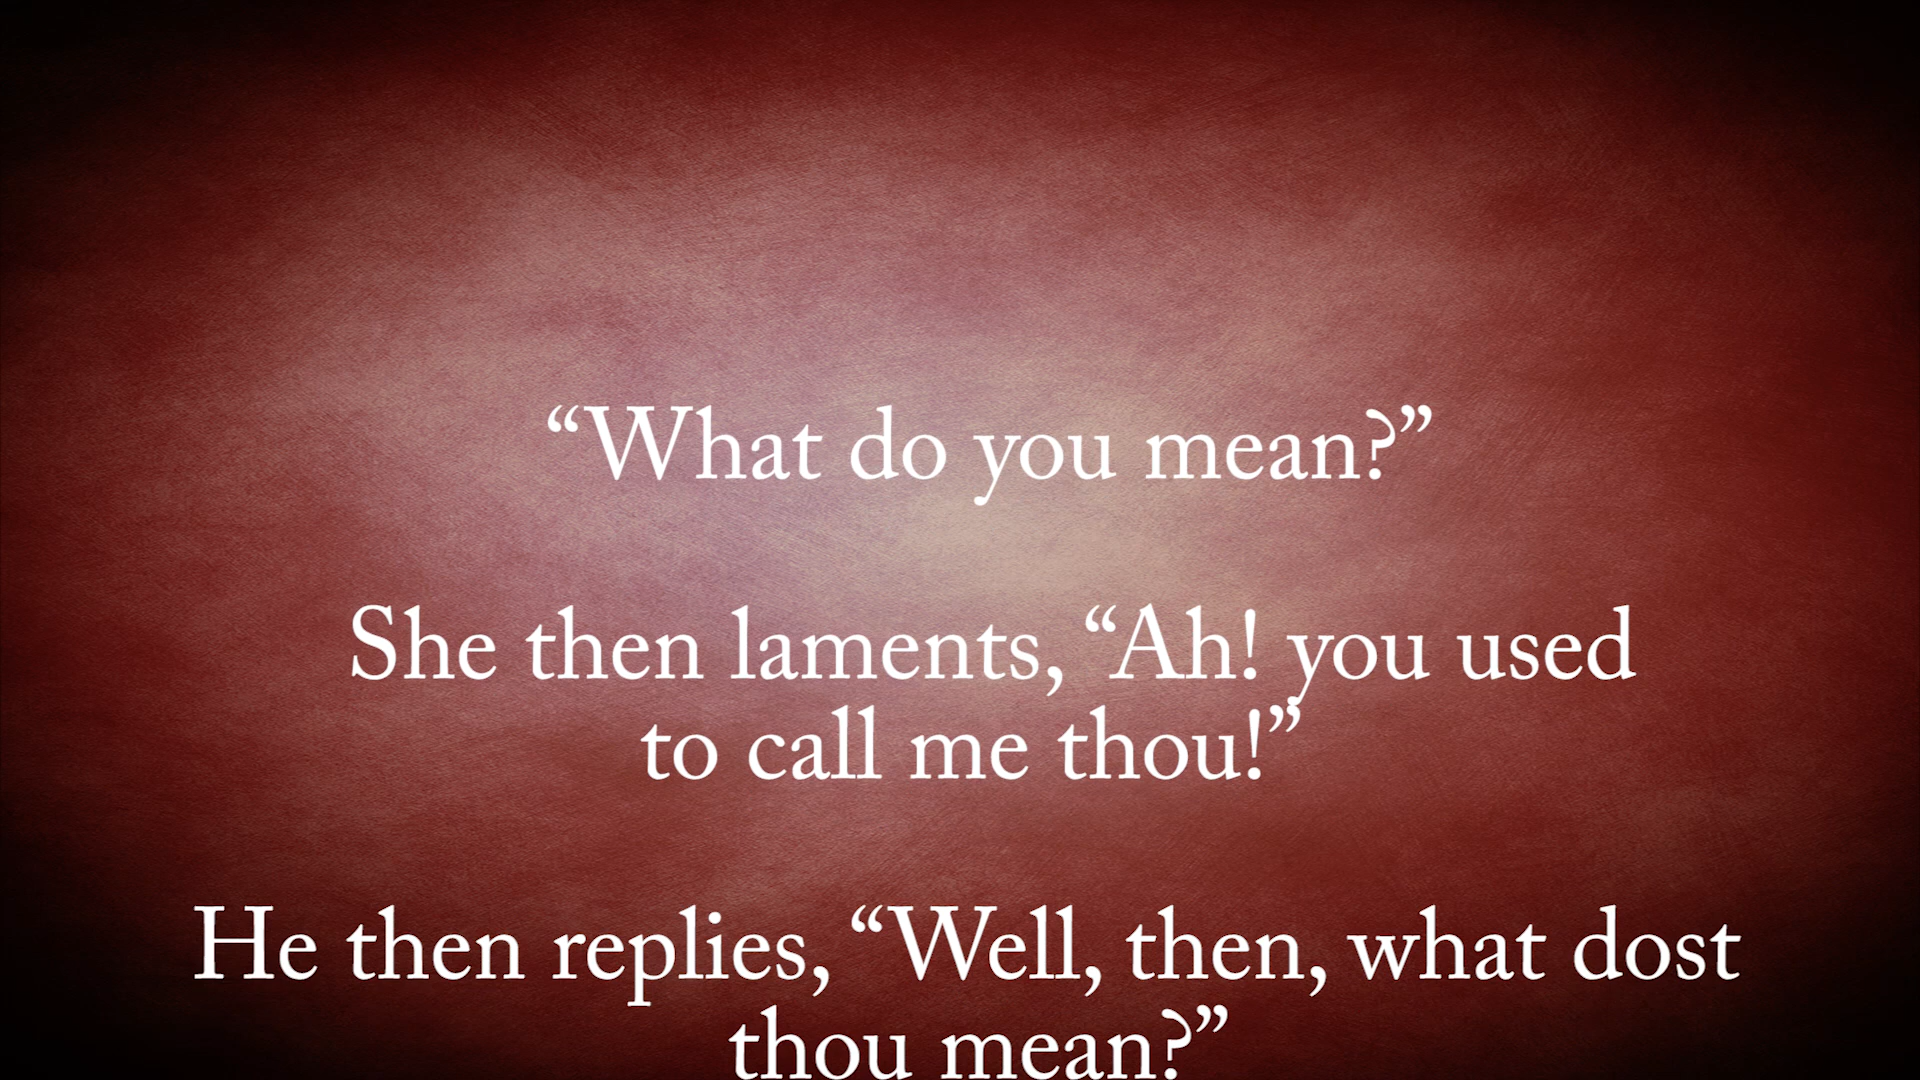 “What do you mean?”
She then laments, “Ah! you used
to call me thou!”
He then replies, “Well, then, what dost
thou mean?”